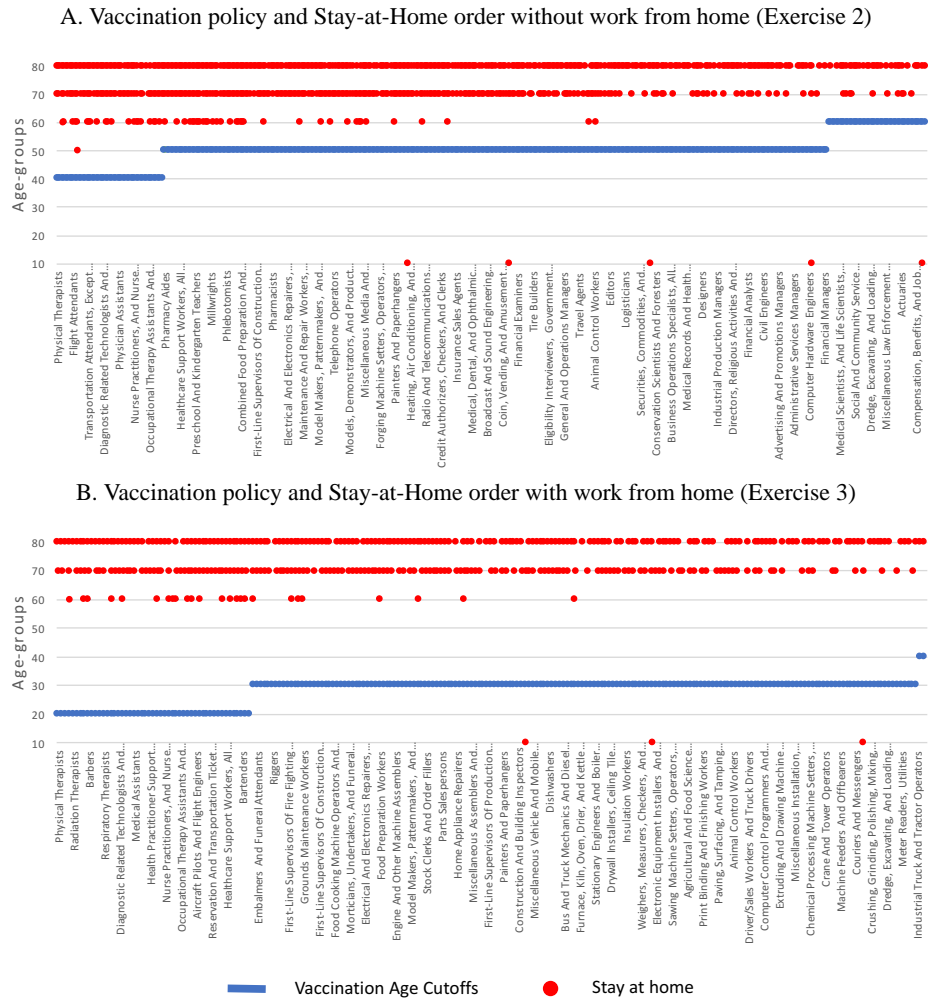 A. Vaccination policy and Stay-at-Home order without work from home (Exercise 2)
Age-groups
80
70
60
50
40
30
20
10
Physical Therapists
Flight Attendants
Transportation Attendants, Except…
Diagnostic Related Technologists And…
Physician Assistants
Nurse Practitioners, And Nurse…
Occupational Therapy Assistants And…
Pharmacy Aides
Healthcare Support Workers, All…
Preschool And Kindergarten Teachers
Millwrights
Phlebotomists
Combined Food Preparation And…
First-Line Supervisors Of Construction…
Pharmacists
Electrical And Electronics Repairers,…
Maintenance And Repair Workers,…
Model Makers, Patternmakers, And…
Telephone Operators
Models, Demonstrators, And Product…
Miscellaneous Media And…
Forging Machine Setters, Operators,…
Painters And Paperhangers
Heating, Air Conditioning, And…
Radio And Telecommunications…
Credit Authorizers, Checkers, And Clerks
Insurance Sales Agents
Medical, Dental, And Ophthalmic…
Broadcast And Sound Engineering…
Coin, Vending, And Amusement…
Financial Examiners
Tire Builders
Eligibility Interviewers, Government…
General And Operations Managers
Travel Agents
Animal Control Workers
Editors
Logisticians
Securities, Commodities, And…
Conservation Scientists And Foresters
Business Operations Specialists, All…
Medical Records And Health…
Designers
Industrial Production Managers
Directors, Religious Activities And…
Financial Analysts
Civil Engineers
Advertising And Promotions Managers
Administrative Services Managers
Computer Hardware Engineers
Financial Managers
Medical Scientists, And Life Scientists,…
Social And Community Service…
Dredge, Excavating, And Loading…
Miscellaneous Law Enforcement…
Actuaries
Compensation, Benefits, And Job…
B. Vaccination policy and Stay-at-Home order with work from home (Exercise 3)
Age-groups
80
70
60
50
40
30
20
10
Physical Therapists
Radiation Therapists
Barbers
Respiratory Therapists
Diagnostic Related Technologists And…
Medical Assistants
Health Practitioner Support…
Nurse Practitioners, And Nurse…
Occupational Therapy Assistants And…
Aircraft Pilots And Flight Engineers
Reservation And Transportation Ticket…
Healthcare Support Workers, All…
Bartenders
Embalmers And Funeral Attendants
Riggers
First-Line Supervisors Of Fire Fighting…
Grounds Maintenance Workers
First-Line Supervisors Of Construction…
Food Cooking Machine Operators And…
Morticians, Undertakers, And Funeral…
Electrical And Electronics Repairers,…
Food Preparation Workers
Engine And Other Machine Assemblers
Model Makers, Patternmakers, And…
Stock Clerks And Order Fillers
Parts Salespersons
Home Appliance Repairers
Miscellaneous Assemblers And…
First-Line Supervisors Of Production…
Painters And Paperhangers
Construction And Building Inspectors
Miscellaneous Vehicle And Mobile…
Dishwashers
Bus And Truck Mechanics And Diesel…
Furnace, Kiln, Oven, Drier, And Kettle…
Stationary Engineers And Boiler…
Drywall Installers, Ceiling Tile…
Insulation Workers
Weighers, Measurers, Checkers, And…
Electronic Equipment Installers And…
Sawing Machine Setters, Operators,…
Agricultural And Food Science…
Print Binding And Finishing Workers
Paving, Surfacing, And Tamping…
Animal Control Workers
Driver/Sales Workers And Truck Drivers
Computer Control Programmers And…
Extruding And Drawing Machine…
Miscellaneous Installation,…
Chemical Processing Machine Setters,…
Crane And Tower Operators
Machine Feeders And Offbearers
Couriers And Messengers
Crushing, Grinding, Polishing, Mixing,…
Dredge, Excavating, And Loading…
Meter Readers, Utilities
Industrial Truck And Tractor Operators
Vaccination Age Cutoffs
Stay at home